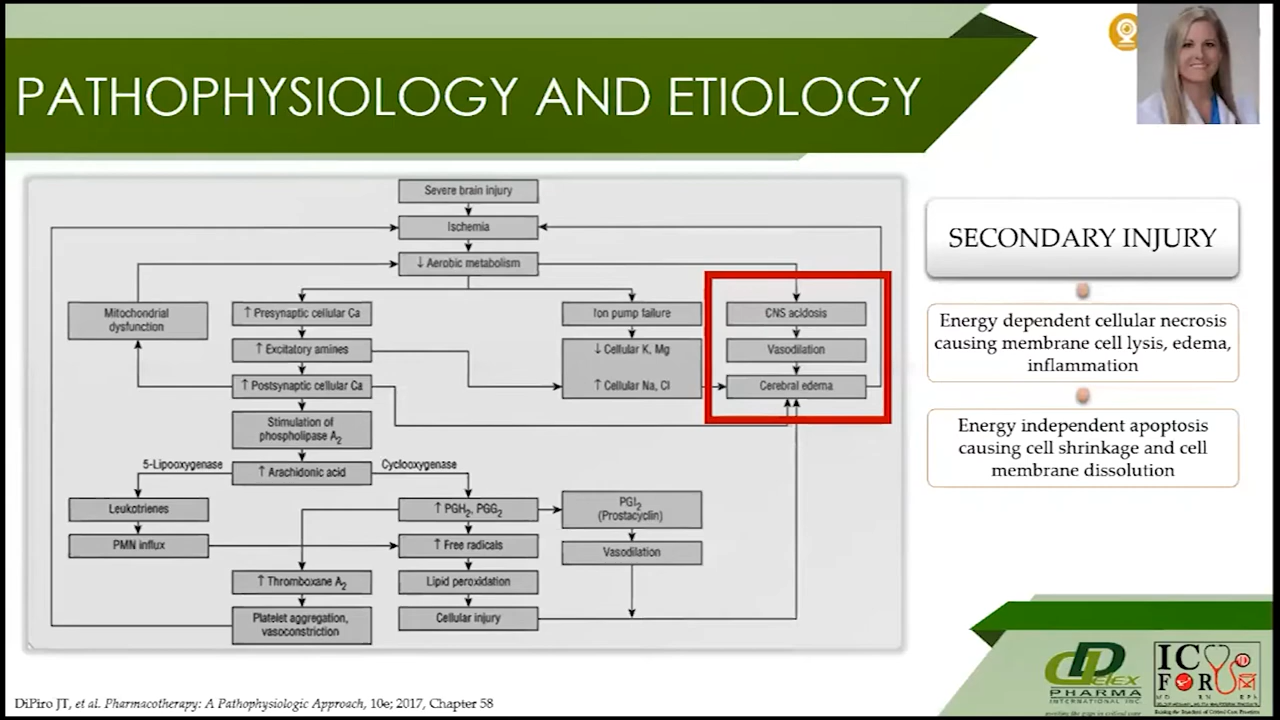 PATHOPHYSIOLOGY AND ETIOLOGY
Severe brain injury
Ischemia
↓ Aerobic metabolism
Mitochondrial
dysfunction
↑ Presynaptic cellular Ca
Ion pump failure
CNS acidosis
↑ Excitatory amines
↓ Cellular K, Mg
Vasodilation
↑ Postsynaptic cellular Ca
↑ Cellular Na, Cl
Cerebral edema
Stimulation of
phospholipase A₂
5-Lipooxygenase
↑ Arachidonic acid
Cyclooxygenase
Leukotrienes
↑ PGH₂, PGG₂
PGI₂
(Prostacyclin)
PMN influx
↑ Free radicals
Vasodilation
↑ Thromboxane A₂
Lipid peroxidation
Platelet aggregation,
vasoconstriction
Cellular injury
SECONDARY INJURY
Energy dependent cellular necrosis
causing membrane cell lysis, edema,
inflammation
Energy independent apoptosis
causing cell shrinkage and cell
membrane dissolution
DiPiro JT, et al. Pharmacotherapy: A Pathophysiologic Approach, 10e; 2017, Chapter 58
PHARMA
INTERNATIONAL INC.
IC
FOR M